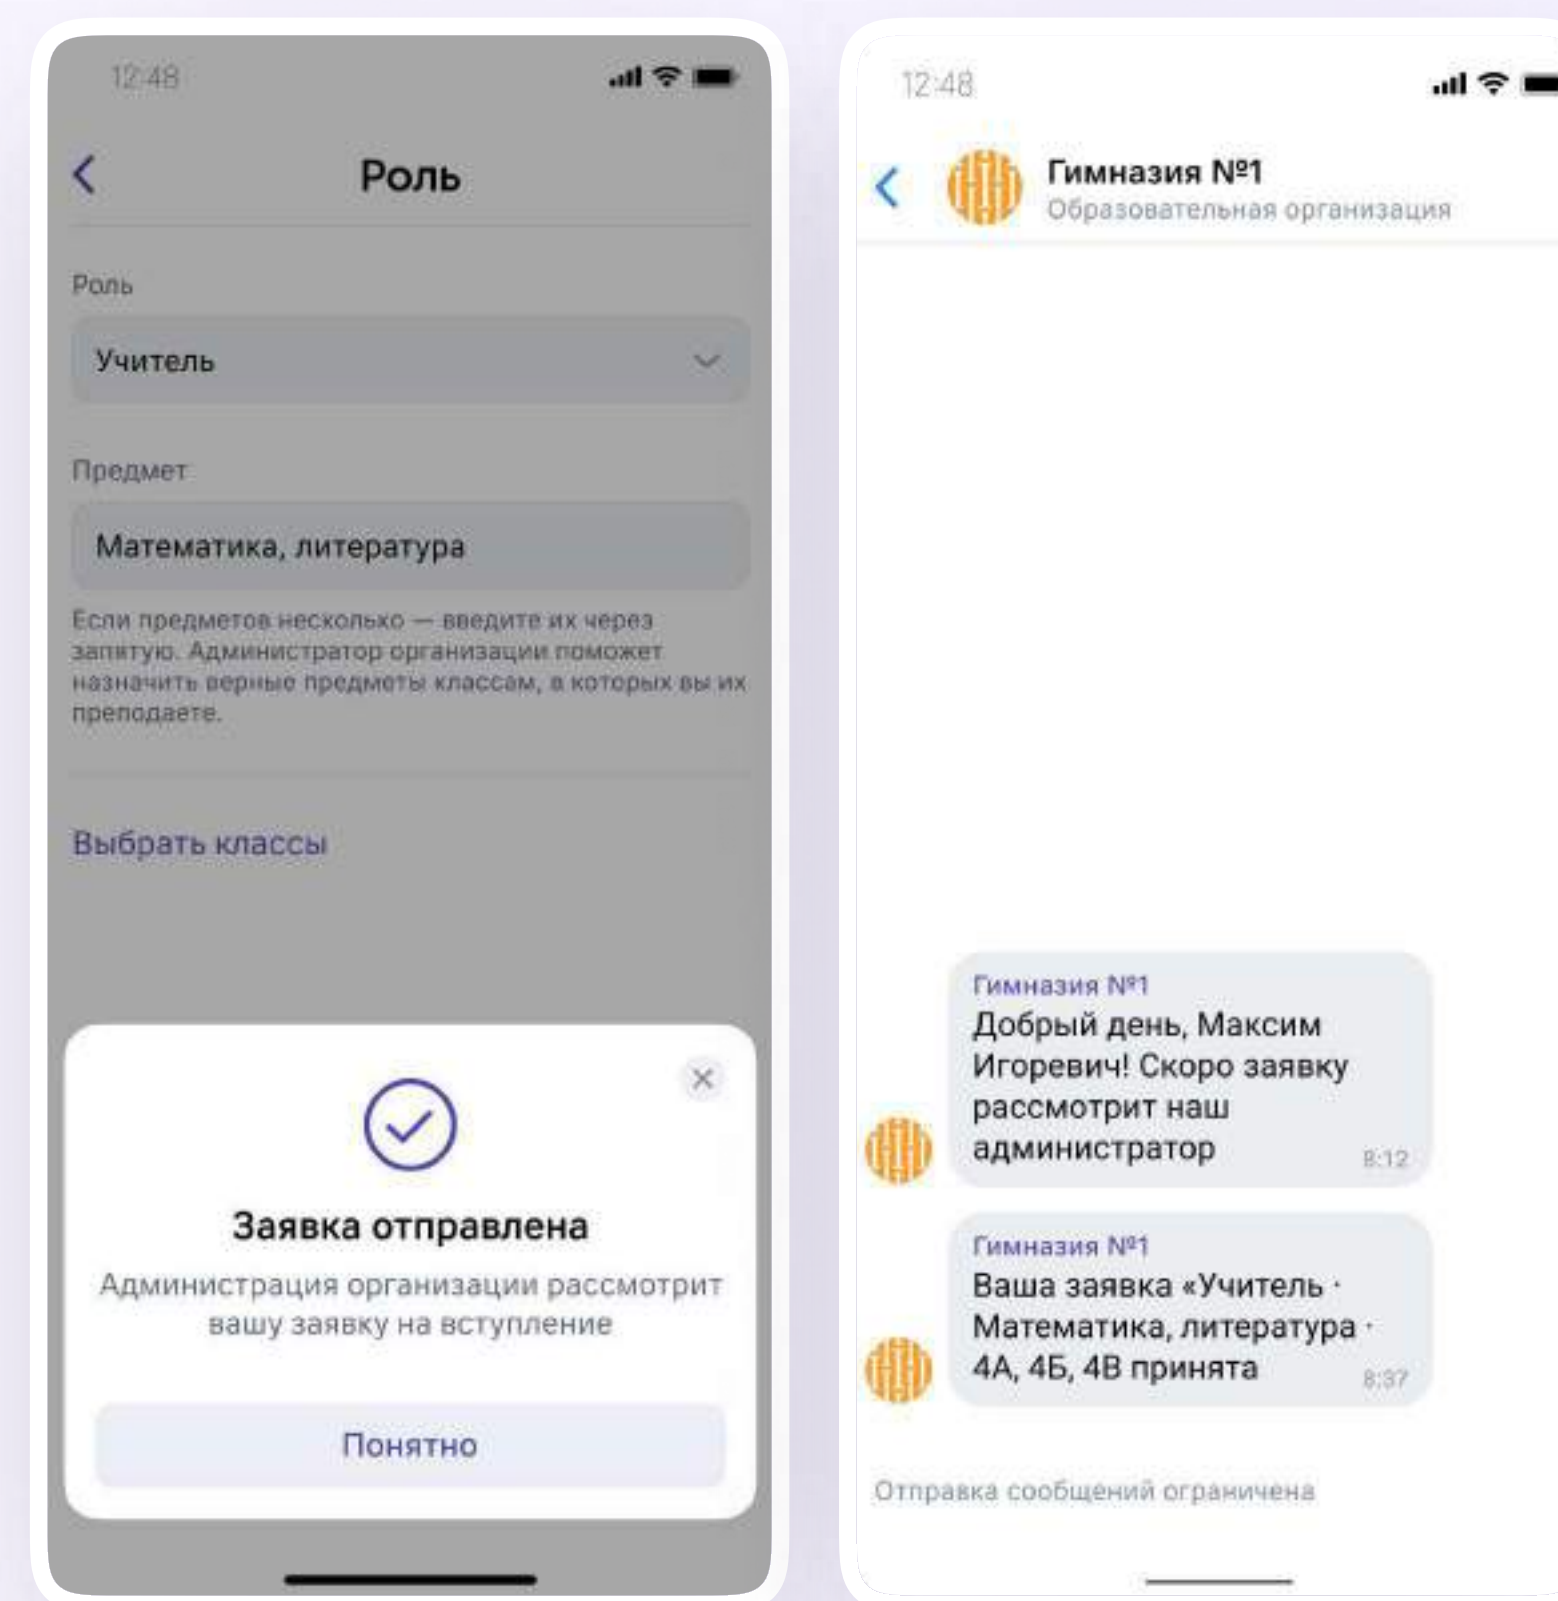 12:48
Роль
Роль
Учитель
Предмет
Математика, литература
Если предметов несколько — введите их через
запятую. Администратор организации поможет
назначить верные предметы классам, в которых вы их
преподаете.
Выбрать классы
Заявка отправлена
Администрация организации рассмотрит
вашу заявку на вступление
Понятно
12:48
Гимназия №1
Образовательная организация
Гимназия №1
Добрый день, Максим
Игоревич! Скоро заявку
рассмотрит наш
администратор
8:12
Гимназия №1
Ваша заявка «Учитель ·
Математика, литература ·
4А, 4Б, 4В принята
8:37
Отправка сообщений ограничена